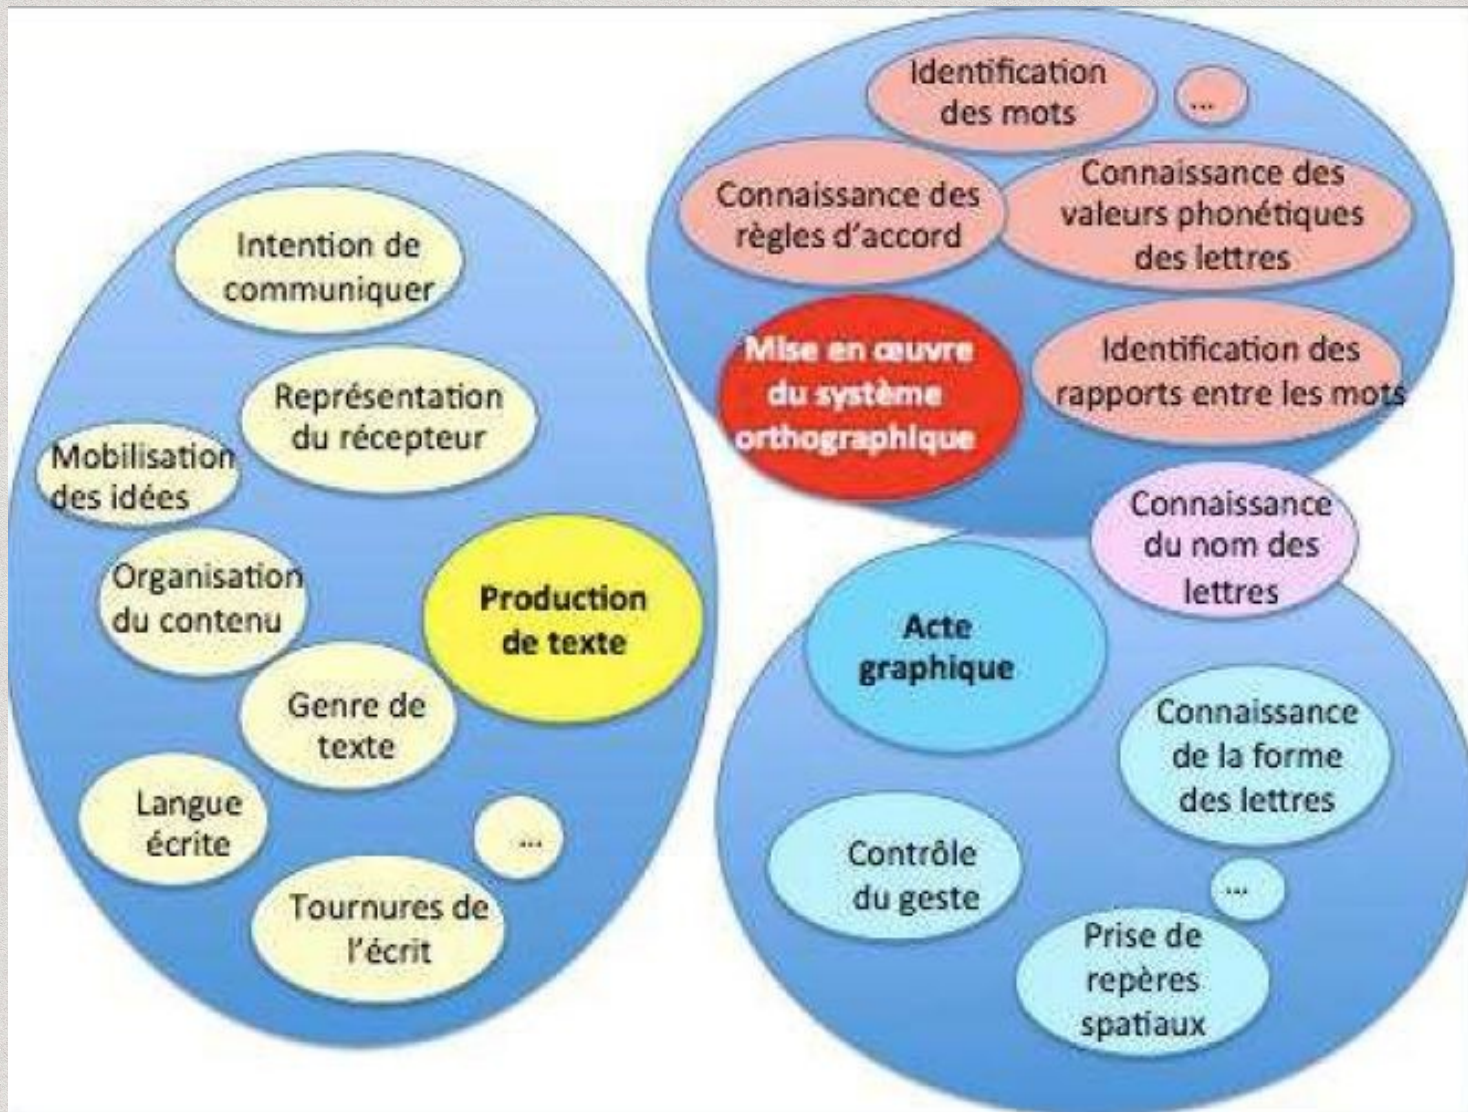 Intention de
communiquer
Représentation
du récepteur
Mobilisation
des idées
Organisation
du contenu
Production
de texte
Genre de
texte
Langue
écrite
...
Tournures de
l'écrit
Identification
des mots
...
Connaissance des
règles d'accord
Connaissance des
valeurs phonétiques
des lettres
Mise en œuvre
du système
orthographique
Identification des
rapports entre les mots
Connaissance
du nom des
lettres
Acte
graphique
Connaissance
de la forme
des lettres
Contrôle
du geste
...
Prise de
repères
spatiaux